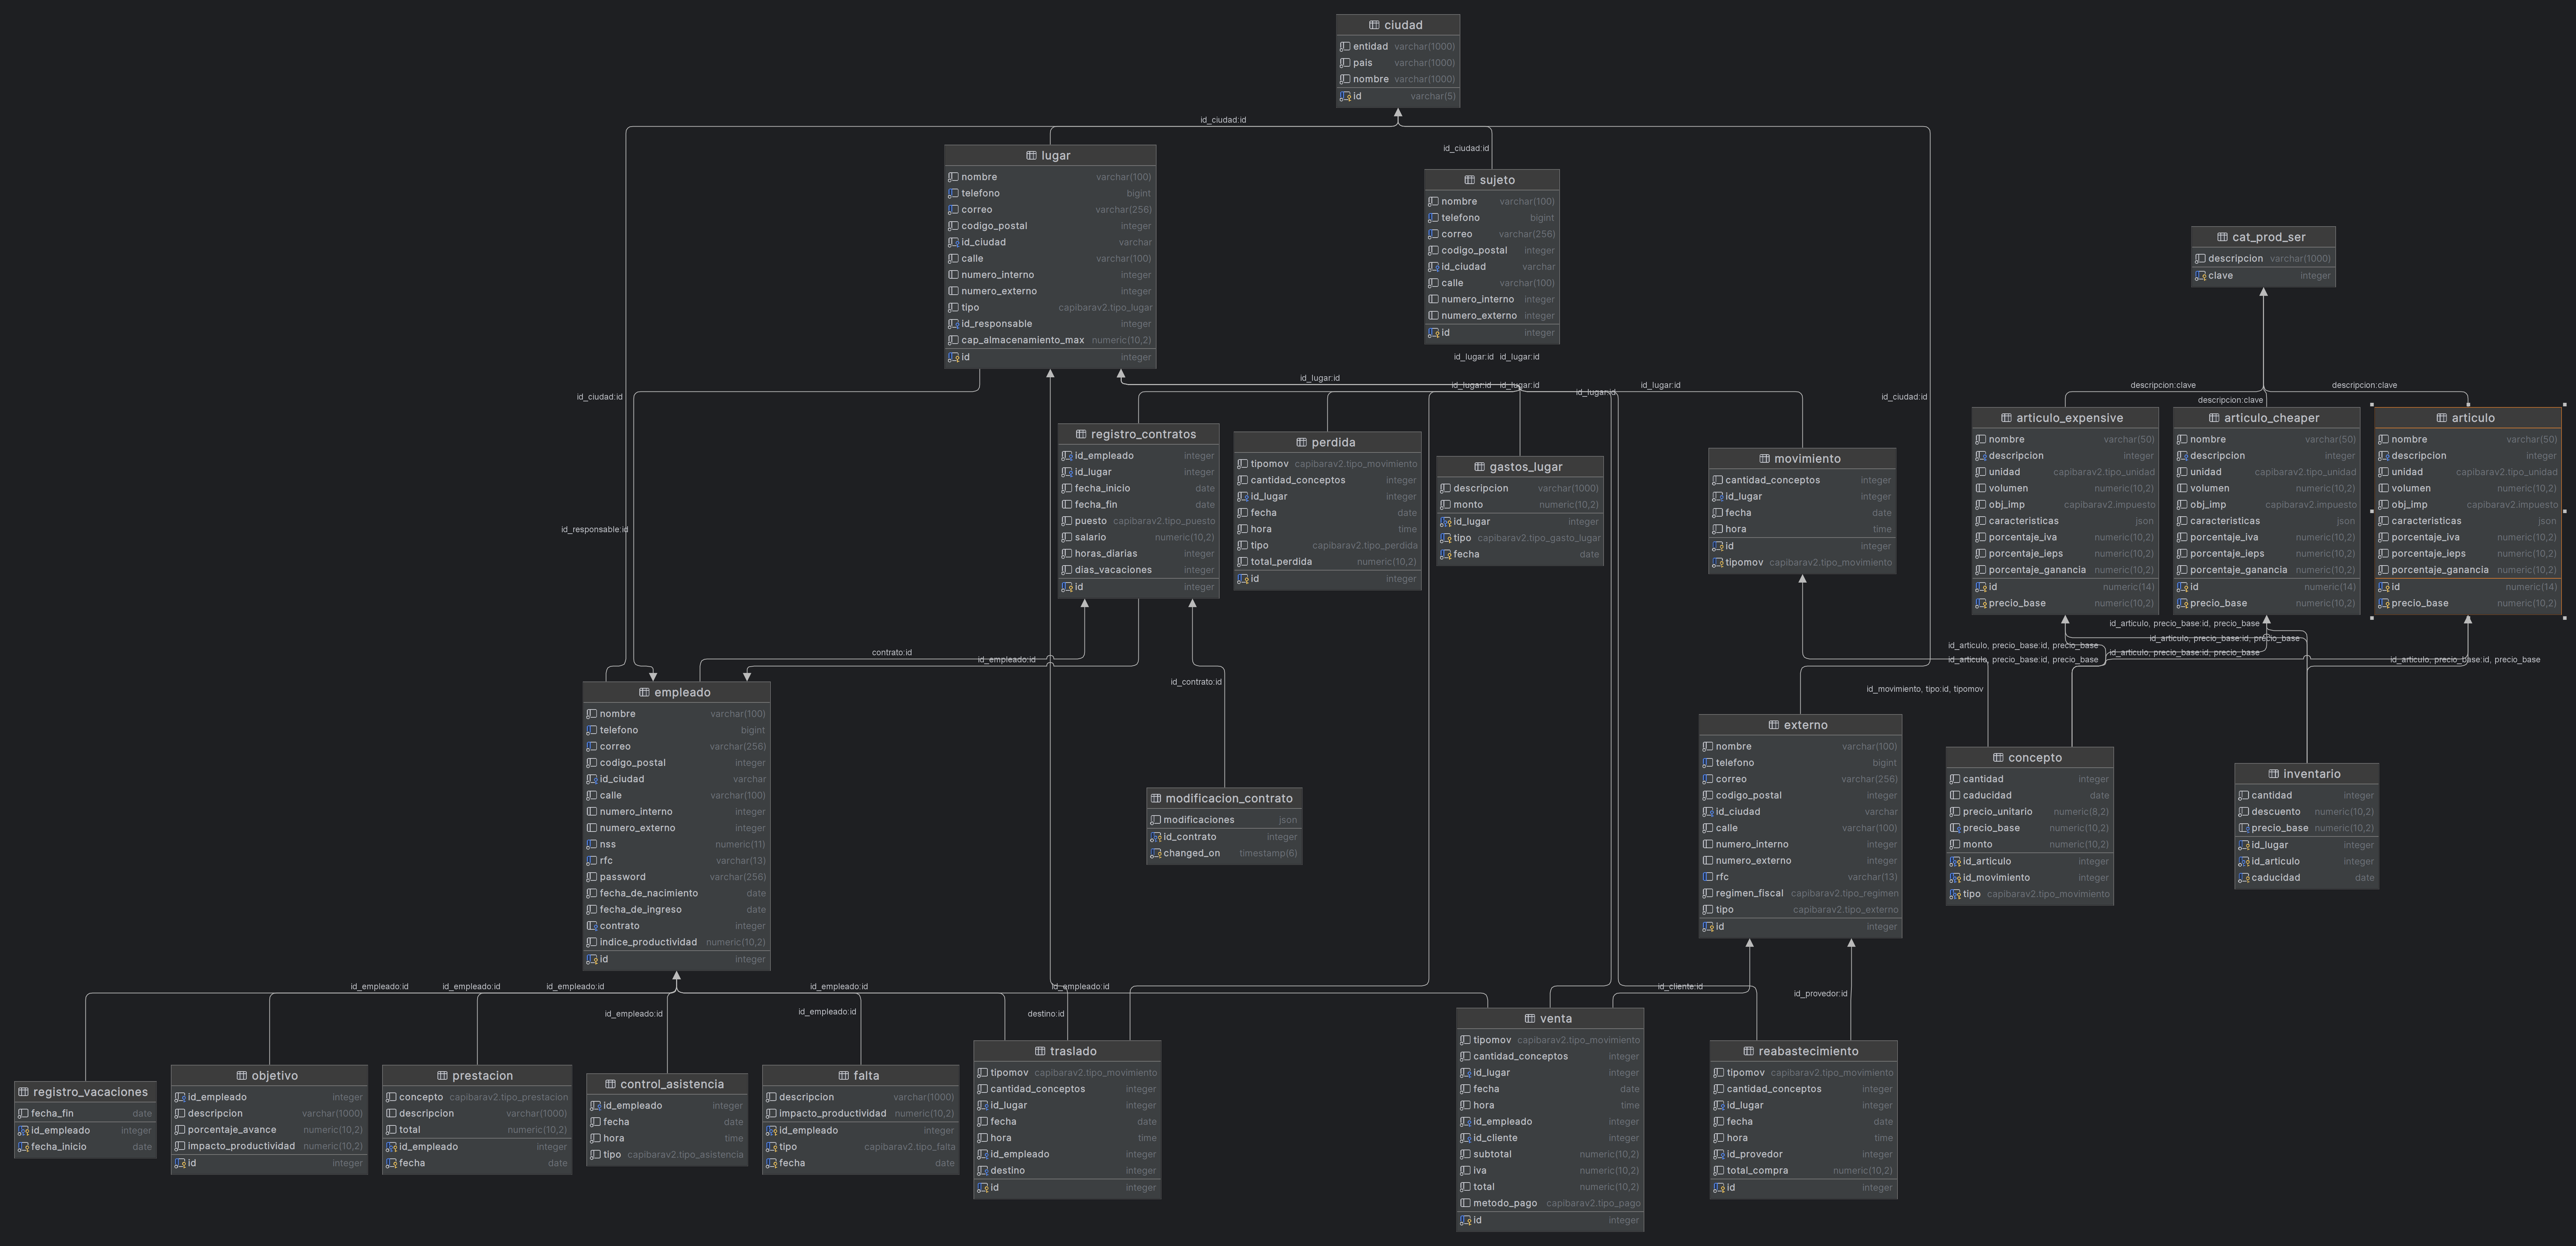 ciudad
entidad varchar(1000)
pais varchar(1000)
nombre varchar(1000)
id varchar(5)
id_ciudad:id
id_ciudad:id
id_ciudad:id
id_ciudad:id
lugar
nombre varchar(100)
telefono bigint
correo varchar(256)
codigo_postal integer
id_ciudad varchar
calle varchar(100)
numero_interno integer
numero_externo integer
tipo capibarav2.tipo_lugar
id_responsable integer
cap_almacenamiento_max numeric(10,2)
id integer
sujeto
nombre varchar(100)
telefono bigint
correo varchar(256)
codigo_postal integer
id_ciudad varchar
calle varchar(100)
numero_interno integer
numero_externo integer
id integer
cat_prod_ser
descripcion varchar(1000)
clave integer
id_lugar:id id_lugar:id
id_lugar:id
id_lugar:id id_lugar:id
id_lugar:id
id_lugar:id
descripcion:clave
descripcion:clave
descripcion:clave
id_responsable:id
registro_contratos
id_empleado integer
id_lugar integer
fecha_inicio date
fecha_fin date
puesto capibarav2.tipo_puesto
salario numeric(10,2)
horas_diarias integer
dias_vacaciones integer
id integer
perdida
tipomov capibarav2.tipo_movimiento
cantidad_conceptos integer
id_lugar integer
fecha date
hora time
tipo capibarav2.tipo_perdida
total_perdida numeric(10,2)
id integer
gastos_lugar
descripcion varchar(1000)
monto numeric(10,2)
id_lugar integer
tipo capibarav2.tipo_gasto_lugar
fecha date
movimiento
cantidad_conceptos integer
id_lugar integer
fecha date
hora time
id integer
tipomov capibarav2.tipo_movimiento
articulo_expensive
nombre varchar(50)
descripcion integer
unidad capibarav2.tipo_unidad
volumen numeric(10,2)
obj_imp capibarav2.impuesto
caracteristicas json
porcentaje_iva numeric(10,2)
porcentaje_ieps numeric(10,2)
porcentaje_ganancia numeric(10,2)
id numeric(14)
precio_base numeric(10,2)
articulo_cheaper
nombre varchar(50)
descripcion integer
unidad capibarav2.tipo_unidad
volumen numeric(10,2)
obj_imp capibarav2.impuesto
caracteristicas json
porcentaje_iva numeric(10,2)
porcentaje_ieps numeric(10,2)
porcentaje_ganancia numeric(10,2)
id numeric(14)
precio_base numeric(10,2)
articulo
nombre varchar(50)
descripcion integer
unidad capibarav2.tipo_unidad
volumen numeric(10,2)
obj_imp capibarav2.impuesto
caracteristicas json
porcentaje_iva numeric(10,2)
porcentaje_ieps numeric(10,2)
porcentaje_ganancia numeric(10,2)
id numeric(14)
precio_base numeric(10,2)
id_articulo, precio_base:id, precio_base
id_articulo, precio_base:id, precio_base
id_articulo, precio_base:id, precio_base
id_articulo, precio_base:id, precio_base
id_articulo, precio_base:id, precio_base
id_articulo, precio_base:id, precio_base
contrato:id
id_empleado:id
id_contrato:id
id_movimiento, tipo:id, tipomov
empleado
nombre varchar(100)
telefono bigint
correo varchar(256)
codigo_postal integer
id_ciudad varchar
calle varchar(100)
numero_interno integer
numero_externo integer
nss numeric(11)
rfc varchar(13)
password varchar(256)
fecha_de_nacimiento date
fecha_de_ingreso date
contrato integer
indice_productividad numeric(10,2)
id integer
modificacion_contrato
modificaciones json
id_contrato integer
changed_on timestamp(6)
externo
nombre varchar(100)
telefono bigint
correo varchar(256)
codigo_postal integer
id_ciudad varchar
calle varchar(100)
numero_interno integer
numero_externo integer
rfc varchar(13)
regimen_fiscal capibarav2.tipo_regimen
tipo capibarav2.tipo_externo
id integer
concepto
cantidad integer
caducidad date
precio_unitario numeric(8,2)
precio_base numeric(10,2)
monto numeric(10,2)
id_articulo integer
id_movimiento integer
tipo capibarav2.tipo_movimiento
inventario
cantidad integer
descuento numeric(10,2)
precio_base numeric(10,2)
id_lugar integer
id_articulo integer
caducidad date
id_empleado:id
id_empleado:id
id_empleado:id
id_empleado:id
id_empleado:id
id_empleado:id
id_empleado:id
destino:id
id_cliente:id
id_provedor:id
registro_vacaciones
fecha_fin date
id_empleado integer
fecha_inicio date
objetivo
id_empleado integer
descripcion varchar(1000)
porcentaje_avance numeric(10,2)
impacto_productividad numeric(10,2)
id integer
prestacion
concepto capibarav2.tipo_prestacion
descripcion varchar(1000)
total numeric(10,2)
id_empleado integer
fecha date
control_asistencia
id_empleado integer
fecha date
hora time
tipo capibarav2.tipo_asistencia
falta
descripcion varchar(1000)
impacto_productividad numeric(10,2)
id_empleado integer
tipo capibarav2.tipo_falta
fecha date
traslado
tipomov capibarav2.tipo_movimiento
cantidad_conceptos integer
id_lugar integer
fecha date
hora time
id_empleado integer
destino integer
id integer
venta
tipomov capibarav2.tipo_movimiento
cantidad_conceptos integer
id_lugar integer
fecha date
hora time
id_empleado integer
id_cliente integer
subtotal numeric(10,2)
iva numeric(10,2)
total numeric(10,2)
metodo_pago capibarav2.tipo_pago
id integer
reabastecimiento
tipomov capibarav2.tipo_movimiento
cantidad_conceptos integer
id_lugar integer
fecha date
hora time
id_provedor integer
total_compra numeric(10,2)
id integer